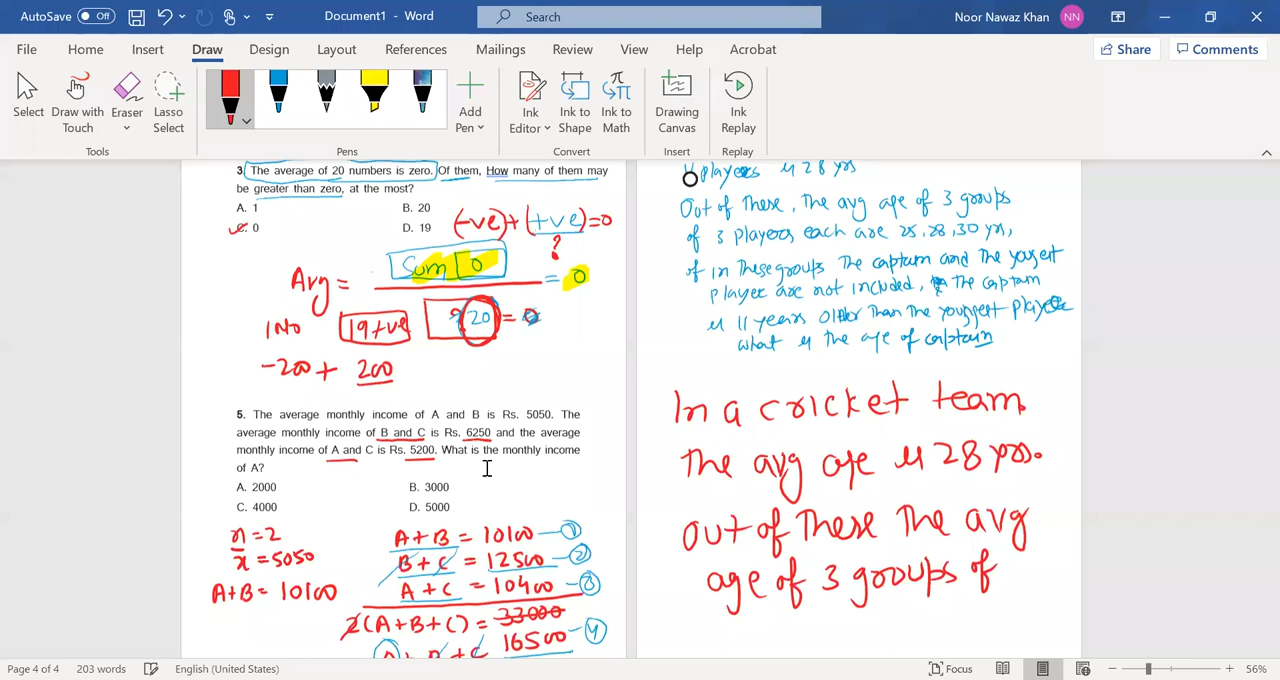 AutoSave Off Document1 - Word Search Noor Nawaz Khan NN
File Home Insert Draw Design Layout References Mailings Review View Help Acrobat Share Comments
Select Draw with Touch Eraser Lasso Select Add Pen Ink Editor Ink to Shape Ink to Math Drawing Canvas Ink Replay
Tools Pens Convert Insert Replay
3. The average of 20 numbers is zero. Of them, How many of them may
be greater than zero, at the most?
A. 1 B. 20
C. 0 D. 19
(-ve)+(+ve)=0
?
Avg = Sum 0 = 0
20 =
1 No 19+ve
-200 + 200
5. The average monthly income of A and B is Rs. 5050. The
average monthly income of B and C is Rs. 6250 and the average
monthly income of A and C is Rs. 5200. What is the monthly income
of A?
A. 2000 B. 3000
C. 4000 D. 5000
n = 2
x̄ = 5050
A+B = 10100
A+B = 10100 —①
B+C = 12500 —②
A+C = 10400 —③
2(A+B+C) = 33000
16500 —④
players 28 yrs
Out of These, The avg age of 3 groups
of 3 players each are 25, 28, 30 yrs,
of in These groups The captain and The youngest
player are not included, The captain
11 years older Than The youngest player
what is The age of captain
In a cricket team
The avg age is 28 yrs.
out of These The avg
age of 3 groups of
Page 4 of 4 203 words English (United States) Focus 56%